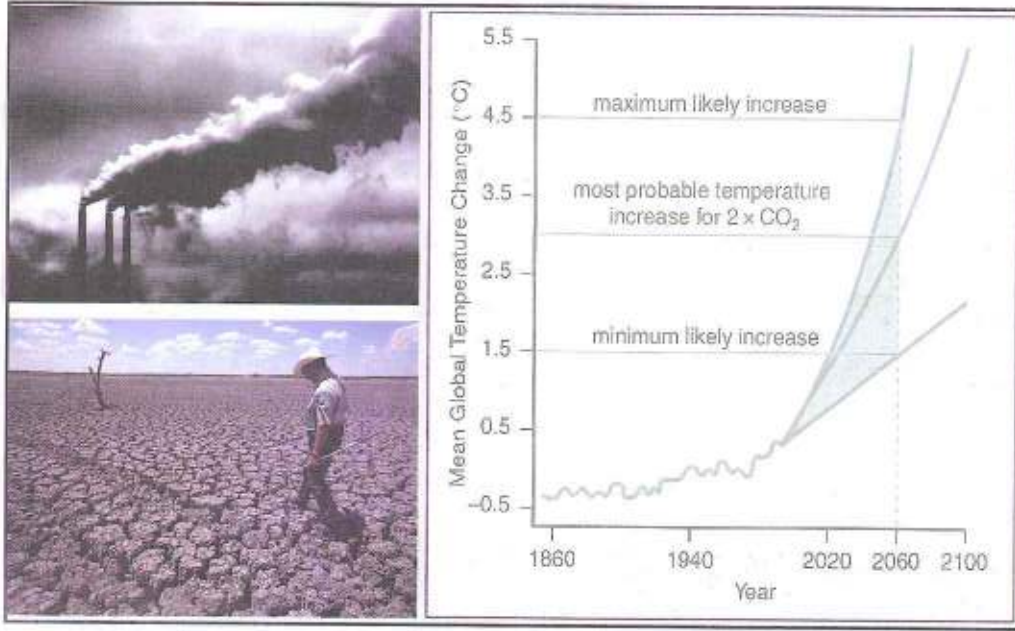 Mean Global Temperature Change (°C)
5.5
4.5
3.5
2.5
1.5
0.5
–0.5
maximum likely increase
most probable temperature
increase for 2 × CO₂
minimum likely increase
1860
1940
2020
2060
2100
Year